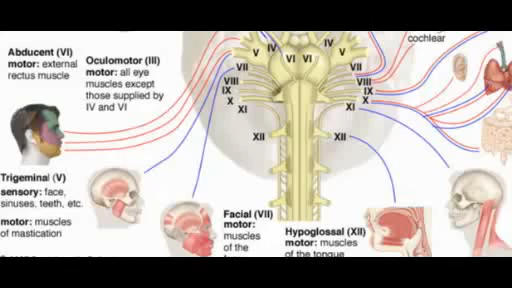 cochlear
Abducent (VI)
motor: external
rectus muscle
Oculomotor (III)
motor: all eye
muscles except
those supplied by
IV and VI
IV
IV
V
VI
VI
V
VII
VII
VIII
VIII
IX
IX
X
X
XI
XI
XII
XII
Trigeminal (V)
sensory: face,
sinuses, teeth, etc.
motor: muscles
of mastication
Facial (VII)
motor:
muscles
of the
Hypoglossal (XII)
motor: muscles
of the tongue